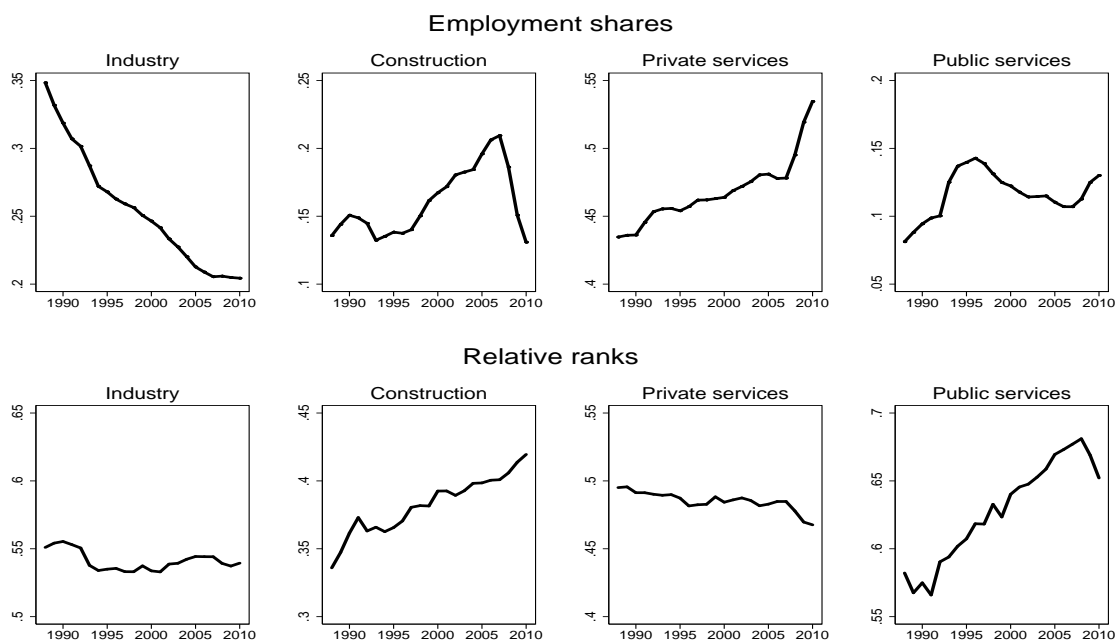 Employment shares
Industry
Construction
Private services
Public services
.35
.3
.25
.2
1990 1995 2000 2005 2010
.25
.2
.15
.1
1990 1995 2000 2005 2010
.55
.5
.45
.4
1990 1995 2000 2005 2010
.2
.15
.1
.05
1990 1995 2000 2005 2010
Relative ranks
Industry
Construction
Private services
Public services
.65
.6
.55
.5
1990 1995 2000 2005 2010
.45
.4
.35
.3
1990 1995 2000 2005 2010
.55
.5
.45
.4
1990 1995 2000 2005 2010
.7
.65
.6
.55
1990 1995 2000 2005 2010